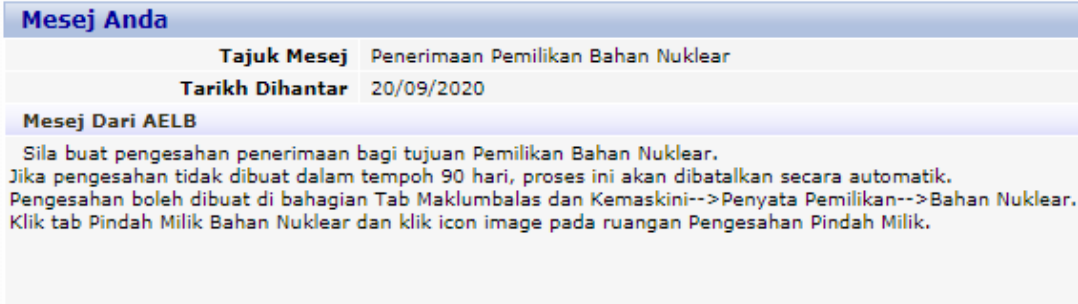 Mesej Anda
Tajuk Mesej Penerimaan Pemilikan Bahan Nuklear
Tarikh Dihantar 20/09/2020
Mesej Dari AELB
Sila buat pengesahan penerimaan bagi tujuan Pemilikan Bahan Nuklear.
Jika pengesahan tidak dibuat dalam tempoh 90 hari, proses ini akan dibatalkan secara automatik.
Pengesahan boleh dibuat di bahagian Tab Maklumbalas dan Kemaskini-->Penyata Pemilikan-->Bahan Nuklear.
Klik tab Pindah Milik Bahan Nuklear dan klik icon image pada ruangan Pengesahan Pindah Milik.